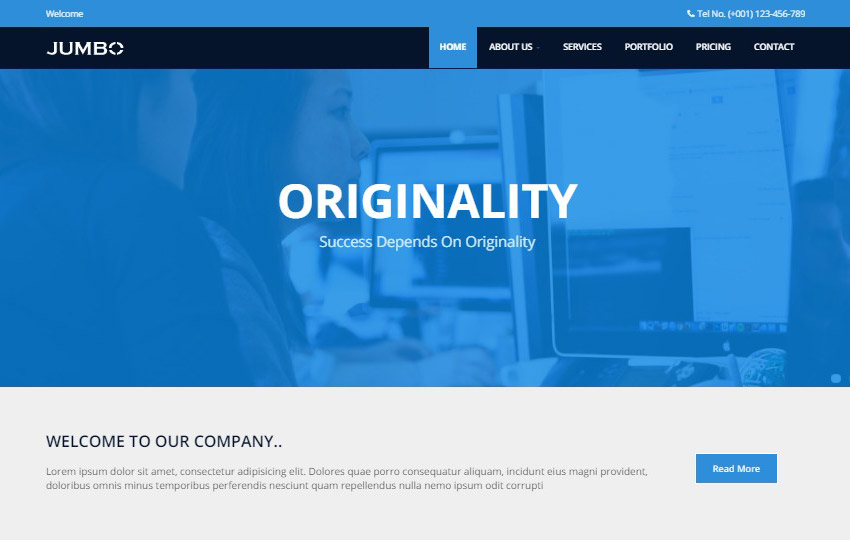 Welcome
Tel No. (+001) 123-456-789
JUMBO
HOME ABOUT US SERVICES PORTFOLIO PRICING CONTACT
ORIGINALITY
Success Depends On Originality
WELCOME TO OUR COMPANY..
Lorem ipsum dolor sit amet, consectetur adipisicing elit. Dolores quae porro consequatur aliquam, incidunt eius magni provident,
doloribus omnis minus temporibus perferendis nesciunt quam repellendus nulla nemo ipsum odit corrupti
Read More